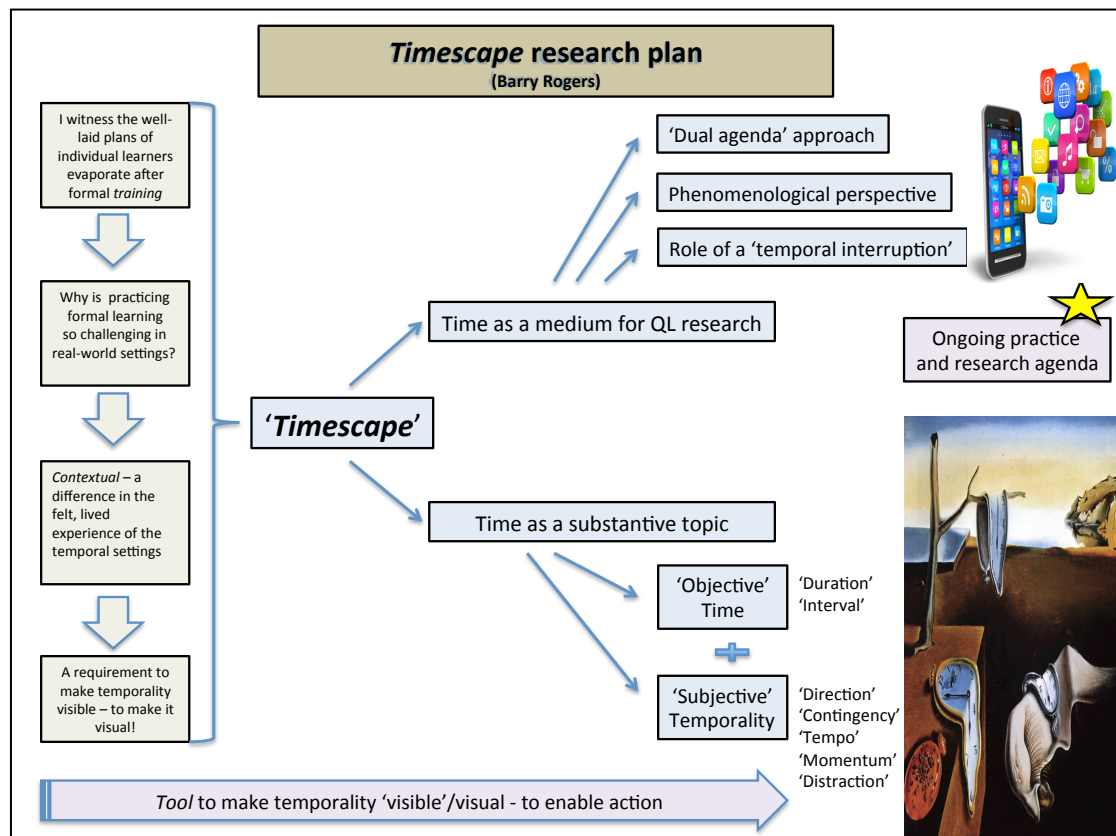 Timescape research plan
(Barry Rogers)
I witness the well-
laid plans of
individual learners
evaporate after
formal training
Why is practicing
formal learning
so challenging in
real-world settings?
Contextual – a
difference in the
felt, lived
experience of the
temporal settings
A requirement to
make temporality
visible – to make it
visual!
'Timescape'
'Dual agenda' approach
Phenomenological perspective
Role of a 'temporal interruption'
Time as a medium for QL research
Ongoing practice
and research agenda
Time as a substantive topic
'Objective'
Time
'Duration'
'Interval'
'Subjective'
Temporality
'Direction'
'Contingency'
'Tempo'
'Momentum'
'Distraction'
Tool to make temporality 'visible'/visual - to enable action